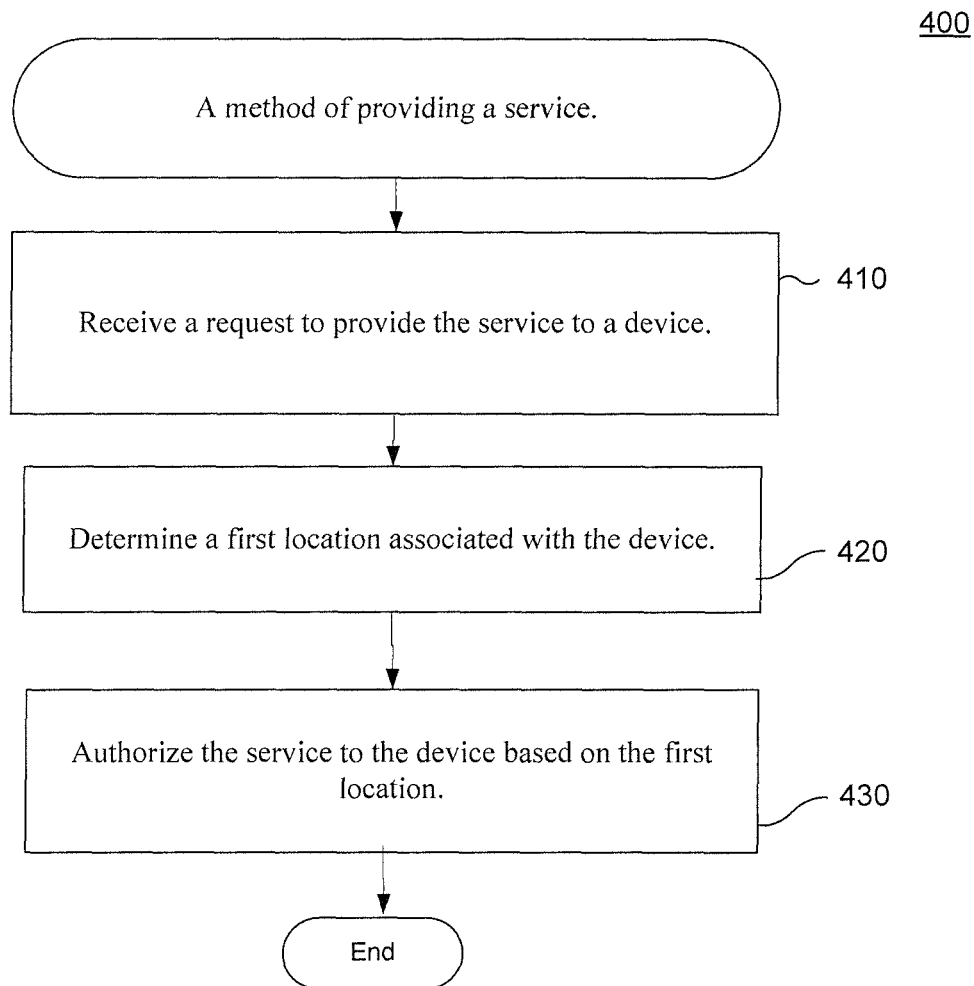 400
A method of providing a service.
Receive a request to provide the service to a device.
410
Determine a first location associated with the device.
420
Authorize the service to the device based on the first
location.
430
End